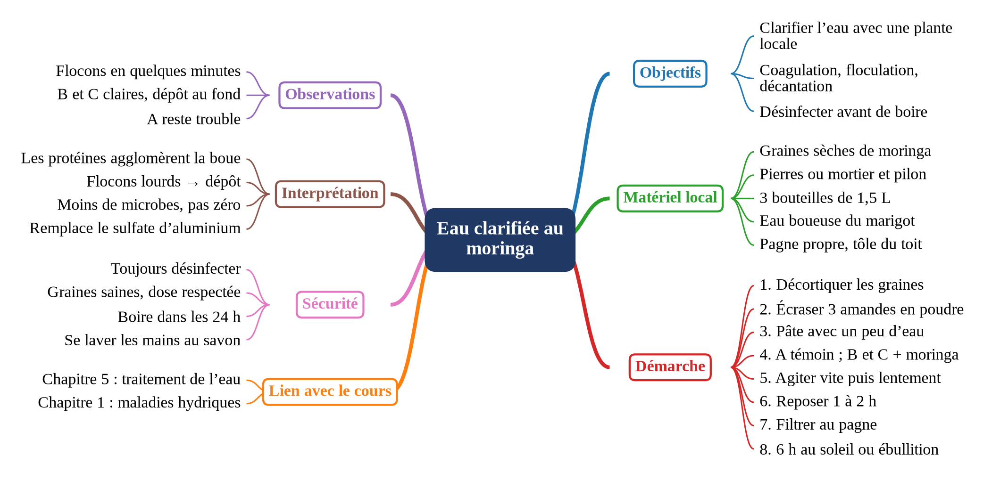 Eau clarifiée au
moringa
Objectifs
Clarifier l’eau avec une plante
locale
Coagulation, floculation,
décantation
Désinfecter avant de boire
Matériel local
Graines sèches de moringa
Pierres ou mortier et pilon
3 bouteilles de 1,5 L
Eau boueuse du marigot
Pagne propre, tôle du toit
Démarche
1. Décortiquer les graines
2. Écraser 3 amandes en poudre
3. Pâte avec un peu d’eau
4. A témoin ; B et C + moringa
5. Agiter vite puis lentement
6. Reposer 1 à 2 h
7. Filtrer au pagne
8. 6 h au soleil ou ébullition
Observations
Flocons en quelques minutes
B et C claires, dépôt au fond
A reste trouble
Interprétation
Les protéines agglomèrent la boue
Flocons lourds → dépôt
Moins de microbes, pas zéro
Remplace le sulfate d’aluminium
Sécurité
Toujours désinfecter
Graines saines, dose respectée
Boire dans les 24 h
Se laver les mains au savon
Lien avec le cours
Chapitre 5 : traitement de l’eau
Chapitre 1 : maladies hydriques